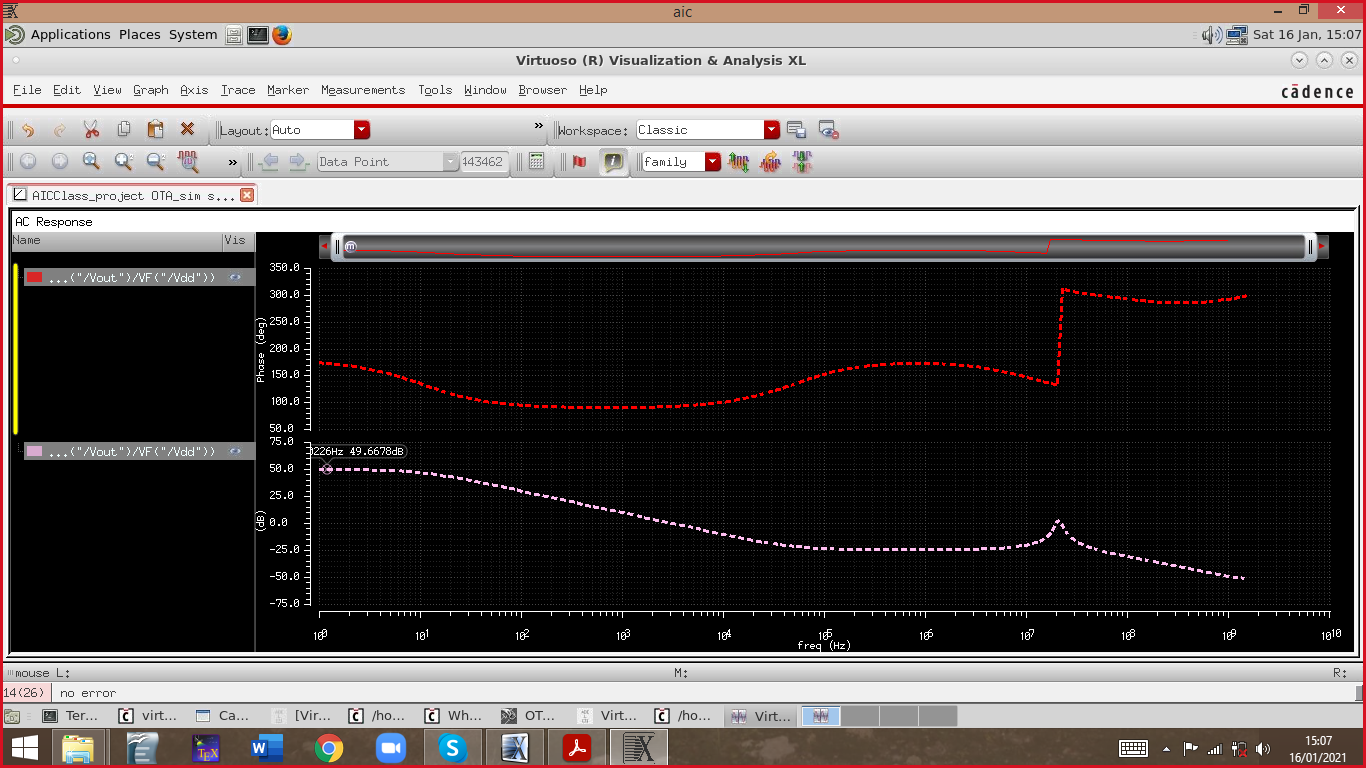 aic
Applications Places System Sat 16 Jan, 15:07
Virtuoso (R) Visualization & Analysis XL
File Edit View Graph Axis Trace Marker Measurements Tools Window Browser Help cādence
Layout: Auto » Workspace: Classic
» Data Point 443462 family
AICClass_project OTA_sim s...
AC Response
Name Vis
...("/Vout")/VF("/Vdd"))
...("/Vout")/VF("/Vdd"))
m
350.0
300.0
250.0
200.0
150.0
100.0
50.0
Phase (deg)
75.0
50.0
25.0
0.0
-25.0
-50.0
-75.0
(dB)
226Hz 49.6678dB
10^0 10^1 10^2 10^3 10^4 10^5 10^6 10^7 10^8 10^9 10^10
freq (Hz)
mouse L: M: R:
14(26) no error
Ter... virt... Ca... [Vir... /ho... Wh... OT... Virt... /ho... Virt...
15:07
16/01/2021